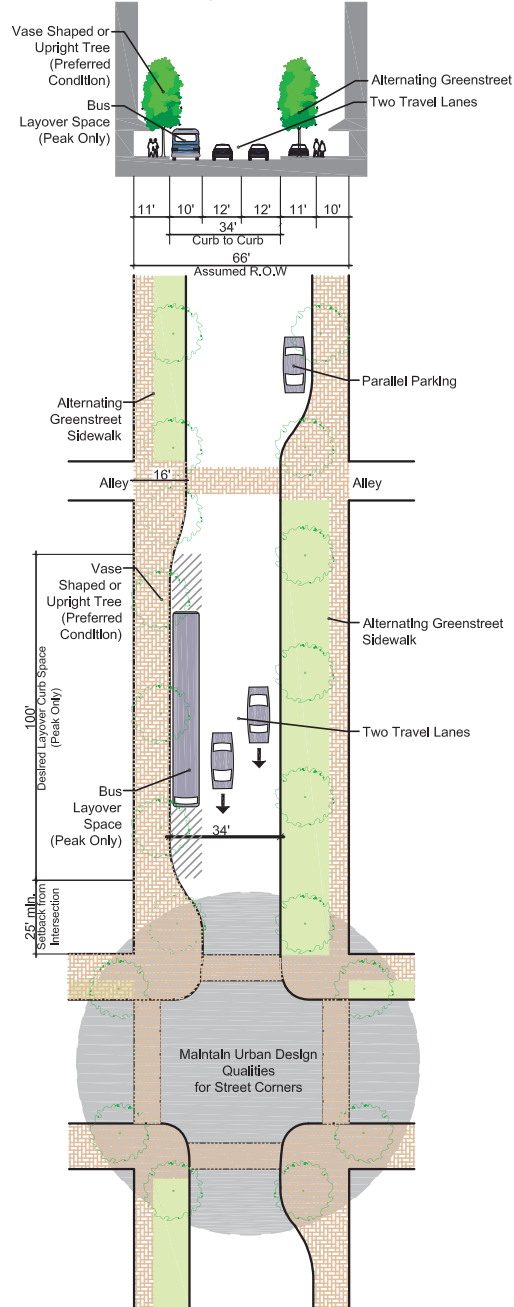 Vase Shaped or
Upright Tree
(Preferred
Condition)
Bus
Layover Space
(Peak Only)
Alternating Greenstreet
Two Travel Lanes
11' 10' 12' 12' 11' 10'
34'
Curb to Curb
66'
Assumed R.O.W
Parallel Parking
Alternating
Greenstreet
Sidewalk
Alley
16'
Alley
Vase
Shaped or
Upright Tree
(Preferred
Condition)
Alternating Greenstreet
Sidewalk
100'
Desired Layover Curb Space
(Peak Only)
Two Travel Lanes
Bus
Layover
Space
(Peak Only)
34'
25' min.
Setback from
Intersection
Maintain Urban Design
Qualities
for Street Corners